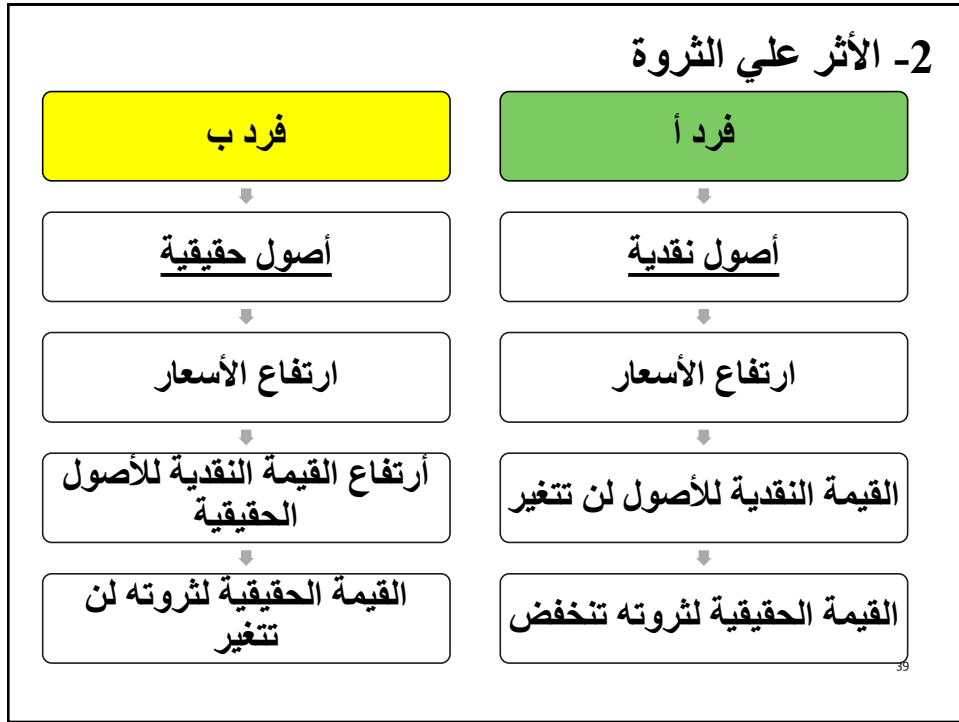 2- الأثر علي الثروة
فرد أ
أصول نقدية
ارتفاع الأسعار
القيمة النقدية للأصول لن تتغير
القيمة الحقيقية لثروته تنخفض
فرد ب
أصول حقيقية
ارتفاع الأسعار
أرتفاع القيمة النقدية للأصول
الحقيقية
القيمة الحقيقية لثروته لن
تتغير
39